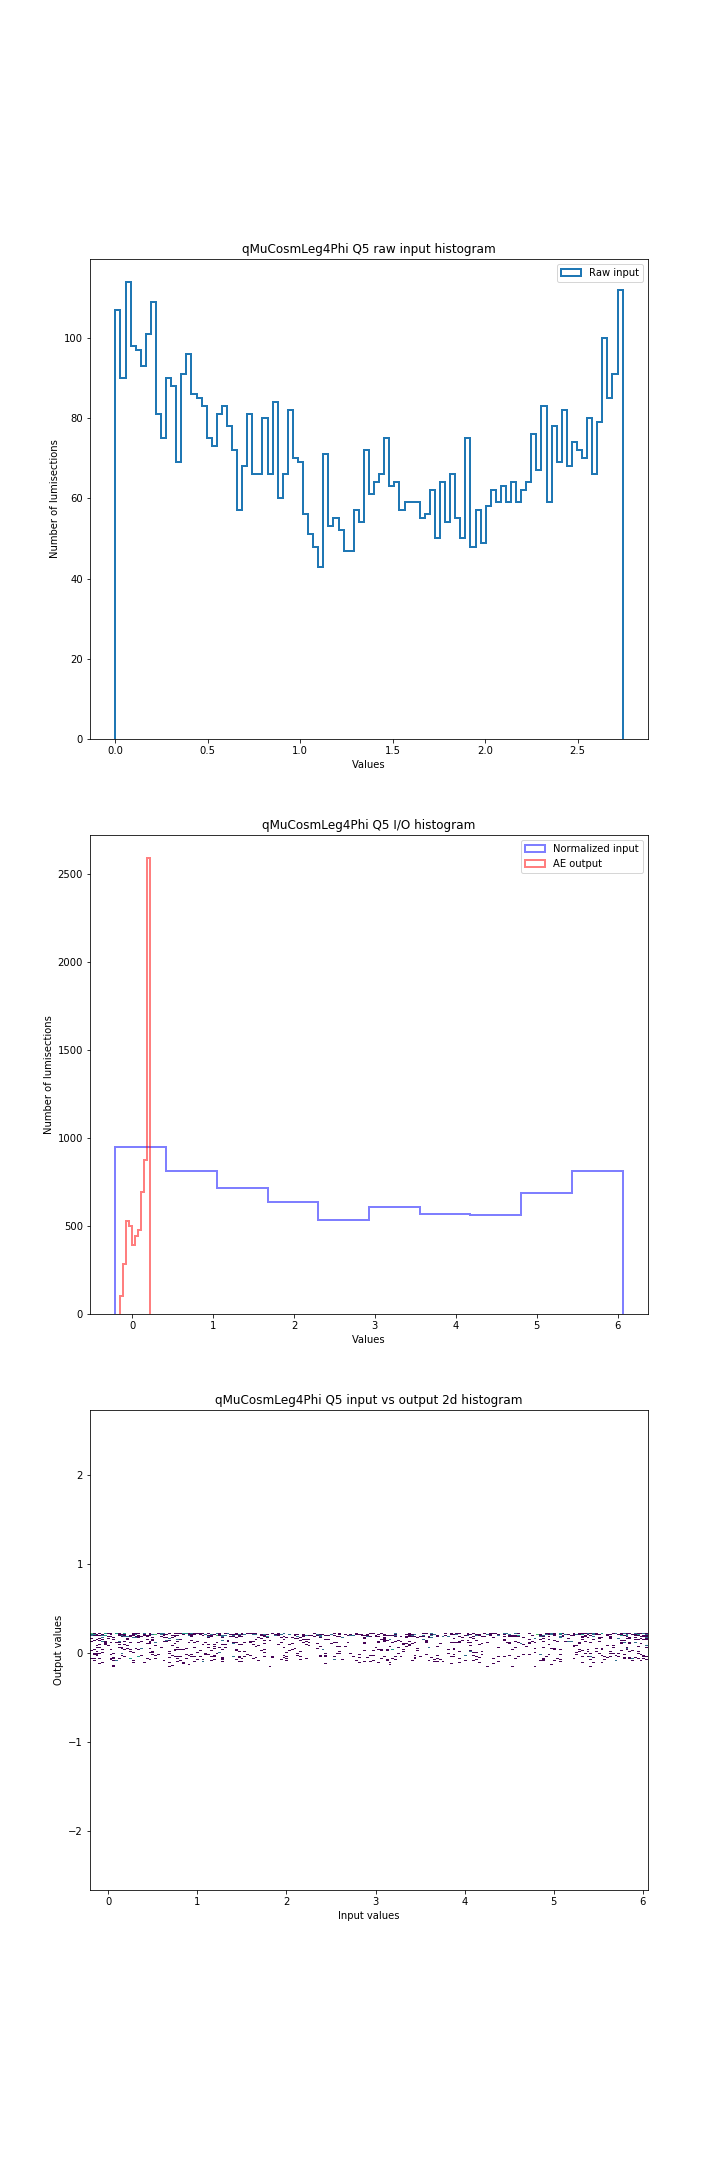 qMuCosmLeg4Phi Q5 raw input histogram
Raw input
100
80
60
40
20
0
Number of lumisections
0.0 0.5 1.0 1.5 2.0 2.5
Values
qMuCosmLeg4Phi Q5 I/O histogram
Normalized input
AE output
2500
2000
1500
1000
500
0
Number of lumisections
0 1 2 3 4 5 6
Values
qMuCosmLeg4Phi Q5 input vs output 2d histogram
2
1
0
−1
−2
Output values
0 1 2 3 4 5 6
Input values